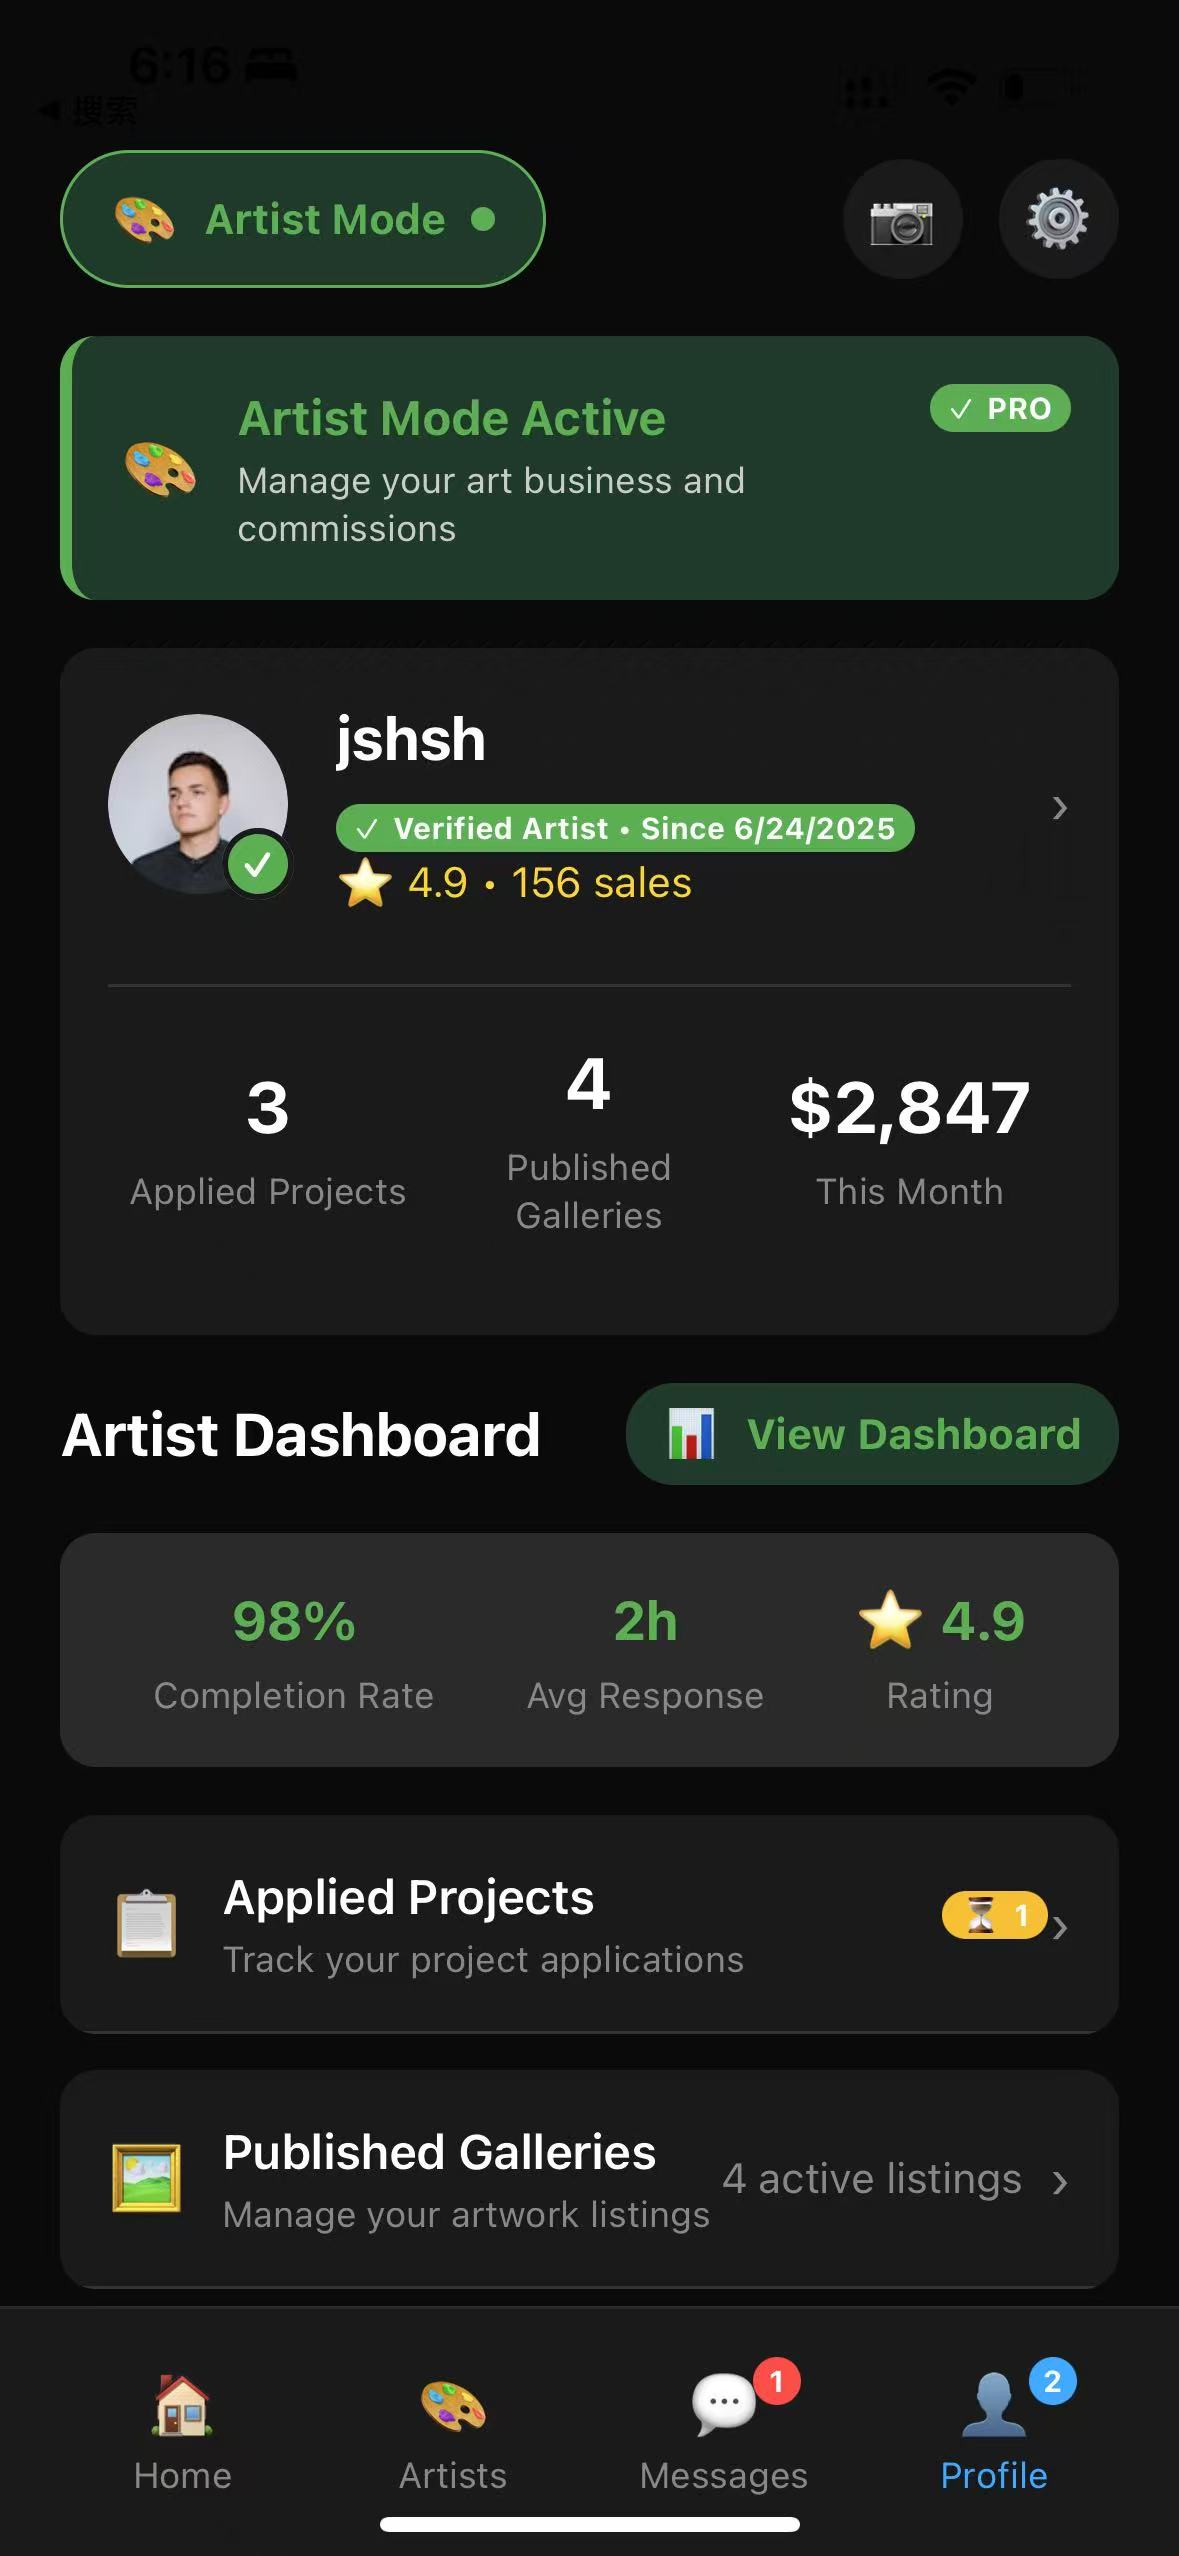 6:16
◀ 搜索
Artist Mode
Artist Mode Active
✓ PRO
Manage your art business and
commissions
jshsh
✓ Verified Artist • Since 6/24/2025
4.9 • 156 sales
›
3
Applied Projects
4
Published
Galleries
$2,847
This Month
Artist Dashboard
View Dashboard
98%
Completion Rate
2h
Avg Response
4.9
Rating
Applied Projects
Track your project applications
1 ›
Published Galleries
Manage your artwork listings
4 active listings ›
Home
Artists
1
Messages
2
Profile